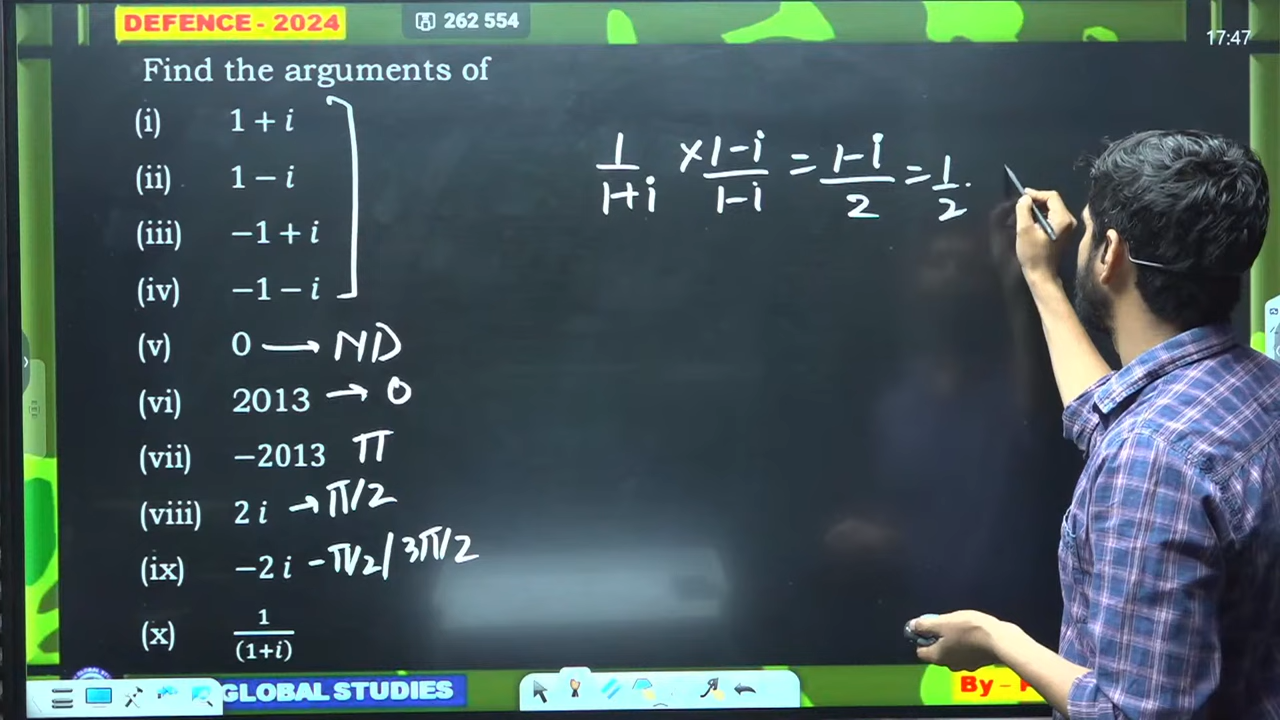 DEFENCE - 2024
262 554
17:47
Find the arguments of
(i) 1 + i
(ii) 1 − i
(iii) −1 + i
(iv) −1 − i
(v) 0 → ND
(vi) 2013 → 0
(vii) −2013 π
(viii) 2 i → π/2
(ix) −2 i -π/2 / 3π/2
(x) 1/(1+i)
1/(1+i) × (1-i)/(1-i) = (1-i)/2 = 1/2 ·
GLOBAL STUDIES
By –